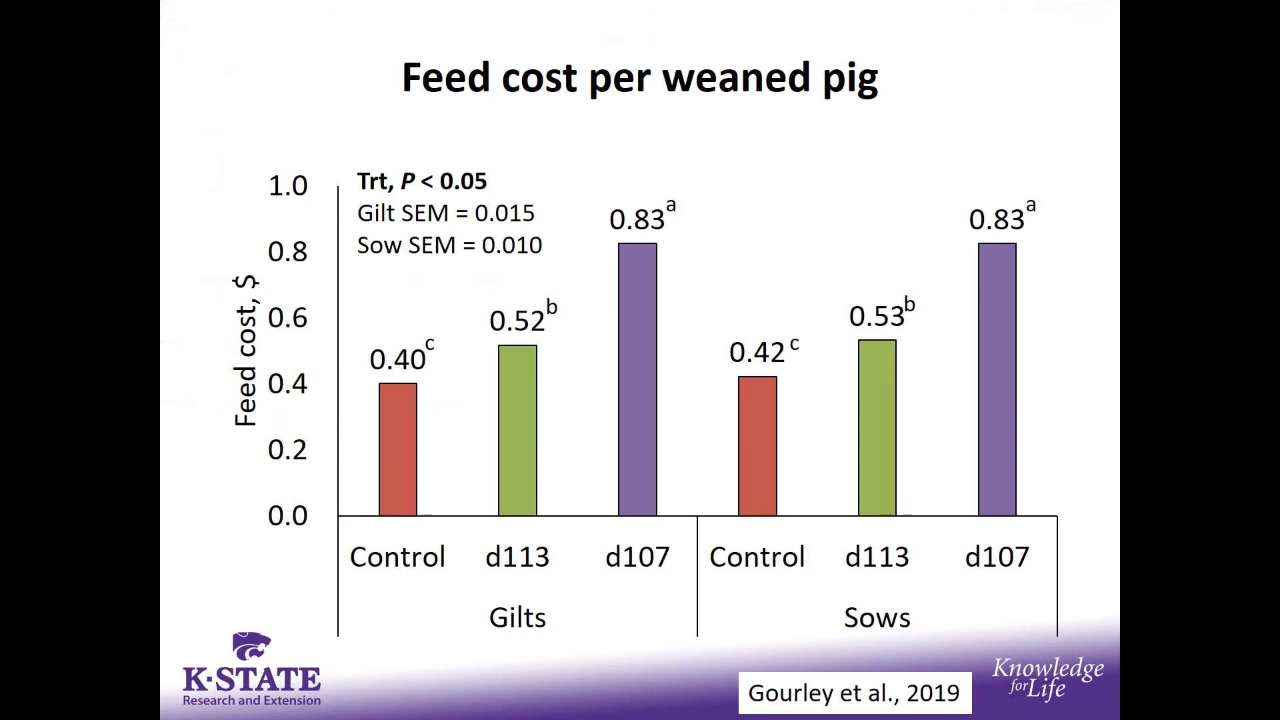 Feed cost per weaned pig
Trt, P < 0.05
Gilt SEM = 0.015
Sow SEM = 0.010
Feed cost, $
1.0
0.8
0.6
0.4
0.2
0.0
0.40c
0.52b
0.83a
0.42 c
0.53b
0.83a
Control d113 d107 Control d113 d107
Gilts Sows
K-STATE
Research and Extension
Gourley et al., 2019
Knowledge
for Life